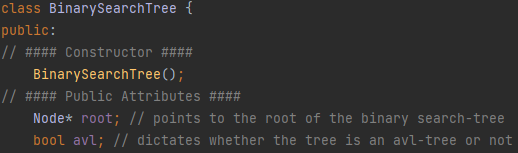 class BinarySearchTree {
public:
// #### Constructor ####
    BinarySearchTree();
// #### Public Attributes ####
    Node* root; // points to the root of the binary search-tree
    bool avl; // dictates whether the tree is an avl-tree or not